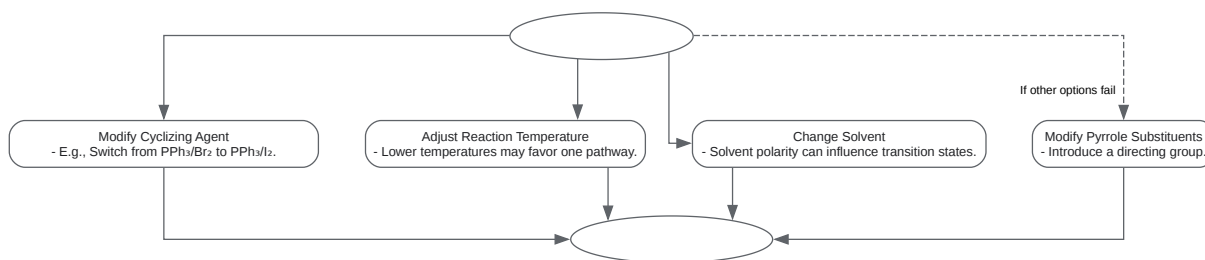 If other options fail
Modify Cyclizing Agent
- E.g., Switch from PPh₃/Br₂ to PPh₃/I₂.
Adjust Reaction Temperature
- Lower temperatures may favor one pathway.
Change Solvent
- Solvent polarity can influence transition states.
Modify Pyrrole Substituents
- Introduce a directing group.